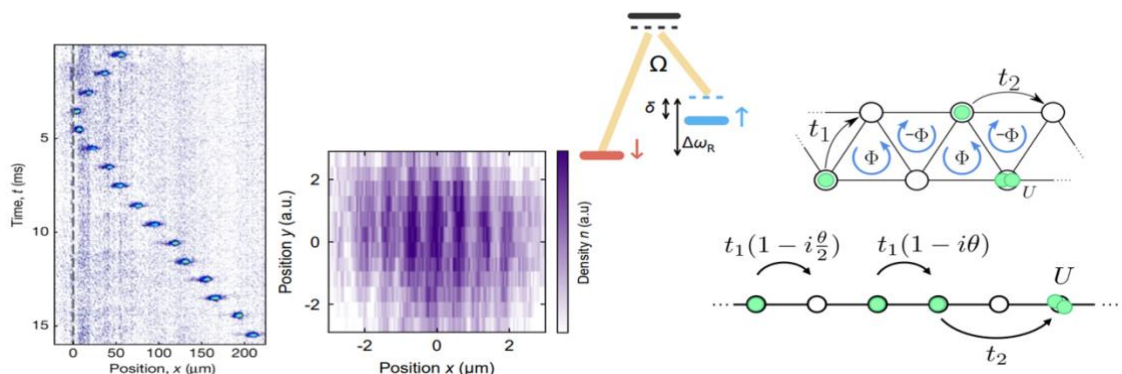 Time, t (ms)
5
10
15
0
50
100
150
200
Position, x (μm)
Position y (a.u.)
2
0
-2
-2
0
2
Position x (μm)
Density n (a.u)
Ω
δ
↑
Δω_R
↓
t₁
t₂
-Φ
-Φ
Φ
Φ
U
t₁(1 − iθ/2)
t₁(1 − iθ)
U
t₂